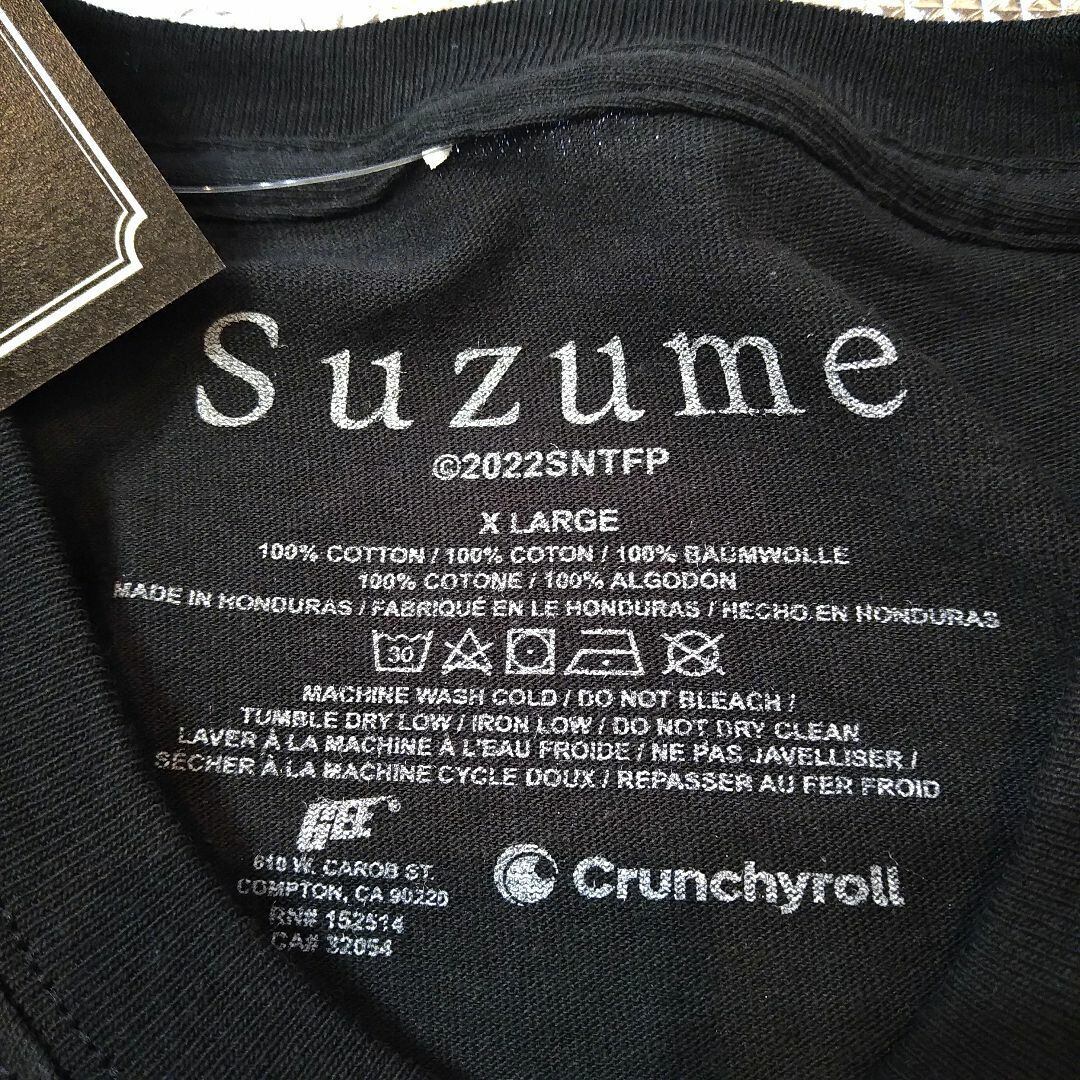 Suzume
©2022SNTFP
X LARGE
100% COTTON / 100% COTON / 100% BAUMWOLLE
100% COTONE / 100% ALGODÓN
MADE IN HONDURAS / FABRIQUÉ EN LE HONDURAS / HECHO EN HONDURAS
30
MACHINE WASH COLD / DO NOT BLEACH /
TUMBLE DRY LOW / IRON LOW / DO NOT DRY CLEAN
LAVER À LA MACHINE À L'EAU FROIDE / NE PAS JAVELLISER /
SÉCHER À LA MACHINE CYCLE DOUX / REPASSER AU FER FROID
610 W. CAROB ST.
COMPTON, CA 90220
RN# 152514
CA# 32054
Crunchyroll